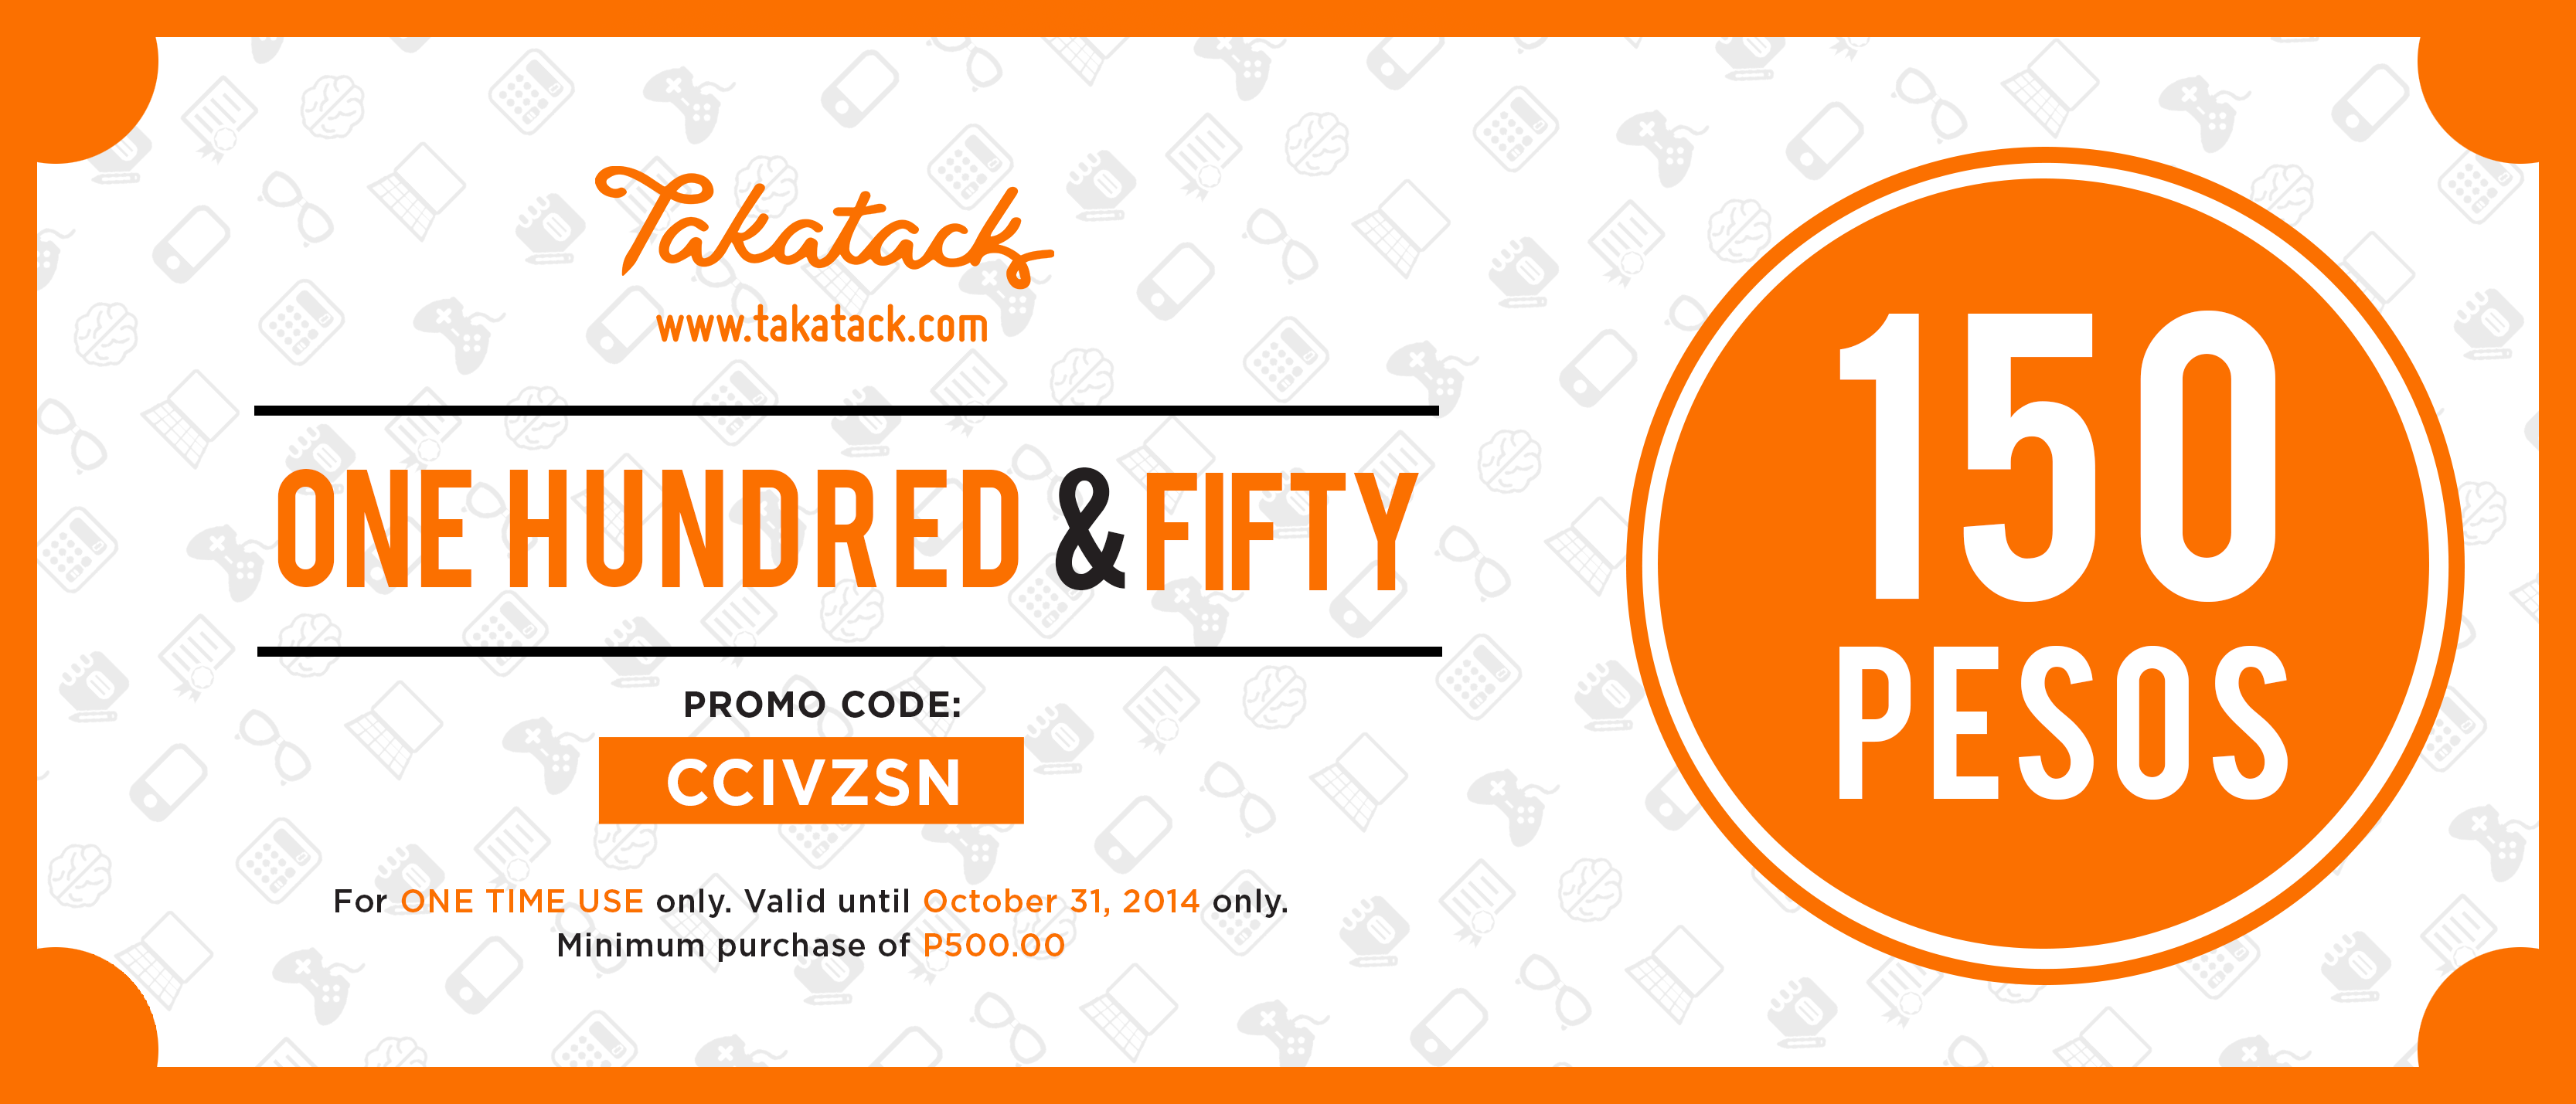 Takatack
www.takatack.com
ONE HUNDRED & FIFTY
PROMO CODE:
CCIVZSN
For ONE TIME USE only. Valid until October 31, 2014 only.
Minimum purchase of P500.00
150
PESOS